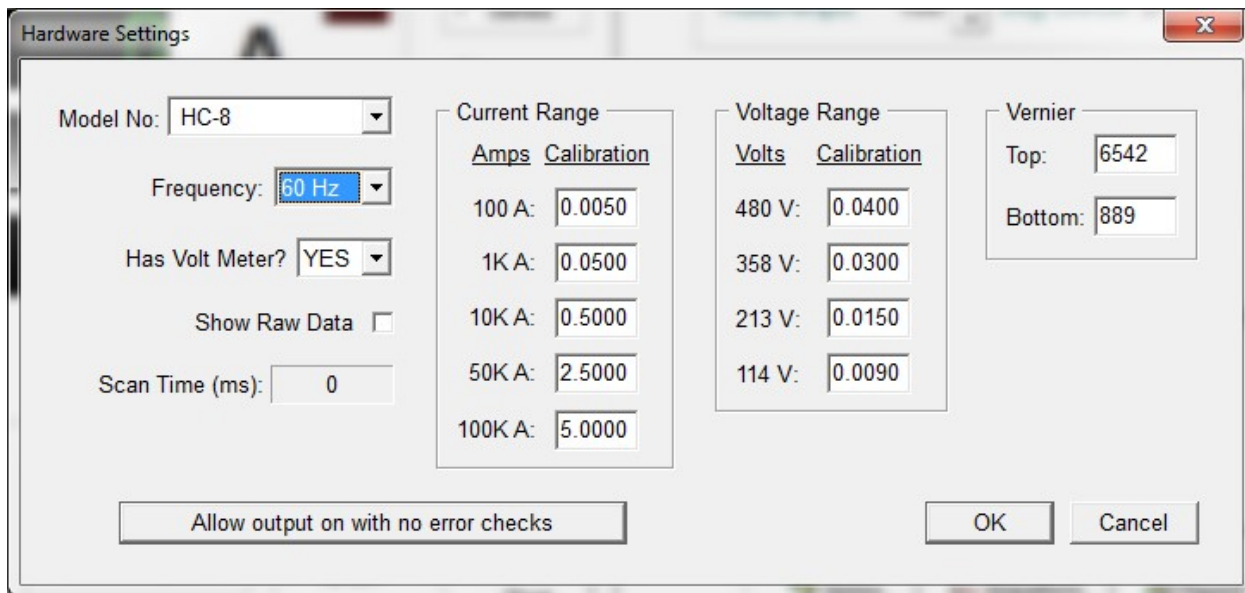 Hardware Settings
Model No: HC-8
Frequency: 60 Hz
Has Volt Meter? YES
Show Raw Data
Scan Time (ms): 0
Current Range
Amps Calibration
100 A: 0.0050
1K A: 0.0500
10K A: 0.5000
50K A: 2.5000
100K A: 5.0000
Voltage Range
Volts Calibration
480 V: 0.0400
358 V: 0.0300
213 V: 0.0150
114 V: 0.0090
Vernier
Top: 6542
Bottom: 889
Allow output on with no error checks
OK
Cancel